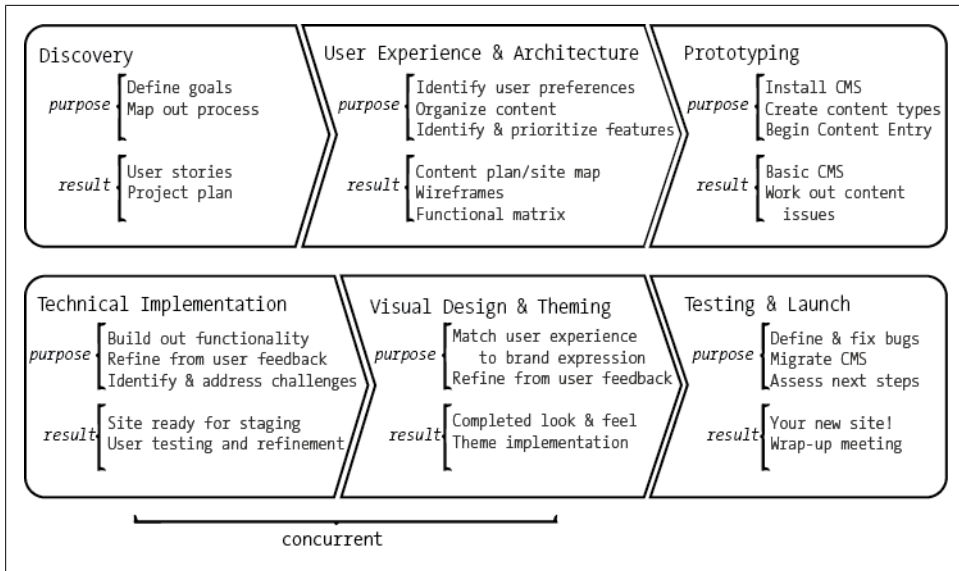 Discovery
purpose
Define goals
Map out process
result
User stories
Project plan
User Experience & Architecture
purpose
Identify user preferences
Organize content
Identify & prioritize features
result
Content plan/site map
Wireframes
Functional matrix
Prototyping
purpose
Install CMS
Create content types
Begin Content Entry
result
Basic CMS
Work out content
issues
Technical Implementation
purpose
Build out functionality
Refine from user feedback
Identify & address challenges
result
Site ready for staging
User testing and refinement
Visual Design & Theming
purpose
Match user experience
to brand expression
Refine from user feedback
result
Completed look & feel
Theme implementation
Testing & Launch
purpose
Define & fix bugs
Migrate CMS
Assess next steps
result
Your new site!
Wrap-up meeting
concurrent